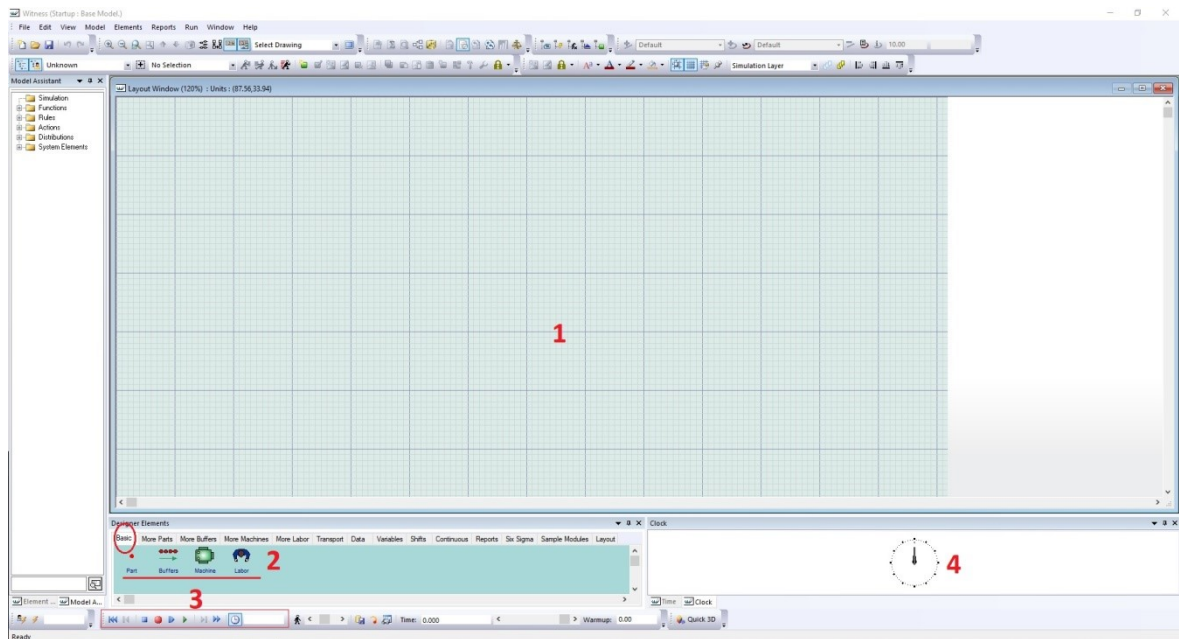 Witness (Startup : Base Model.)
File Edit View Model Elements Reports Run Window Help
Select Drawing Default Default 10.00
Unknown No Selection Simulation Layer
Model Assistant
Simulation
Functions
Rules
Actions
Distributions
System Elements
Layout Window (120%) : Units : (87.56,33.94)
1
Designer Elements
Basic More Parts More Buffers More Machines More Labor Transport Data Variables Shifts Continuous Reports Six Sigma Sample Modules Layout
Part Buffers Machine Labor
2
Clock
4
Element ... Model A...
3
Time Clock
Time: 0.000 Warmup: 0.00 Quick 3D
Ready